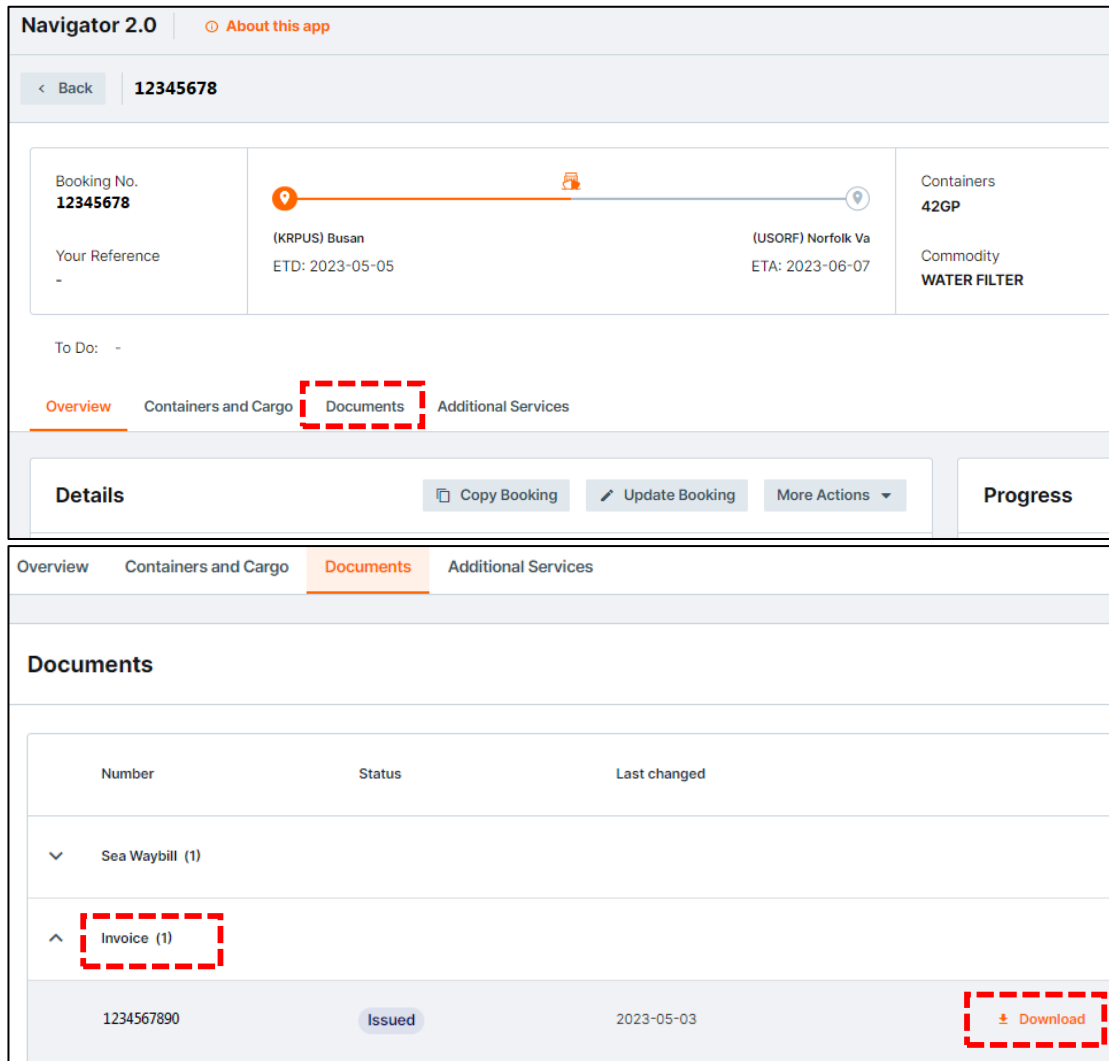 Navigator 2.0 About this app
Back 12345678
Booking No.
12345678
Your Reference
-
(KRPUS) Busan
ETD: 2023-05-05
(USORF) Norfolk Va
ETA: 2023-06-07
Containers
42GP
Commodity
WATER FILTER
To Do: -
Overview Containers and Cargo Documents Additional Services
Details Copy Booking Update Booking More Actions Progress
Overview Containers and Cargo Documents Additional Services
Documents
Number Status Last changed
Sea Waybill (1)
Invoice (1)
1234567890 Issued 2023-05-03 Download